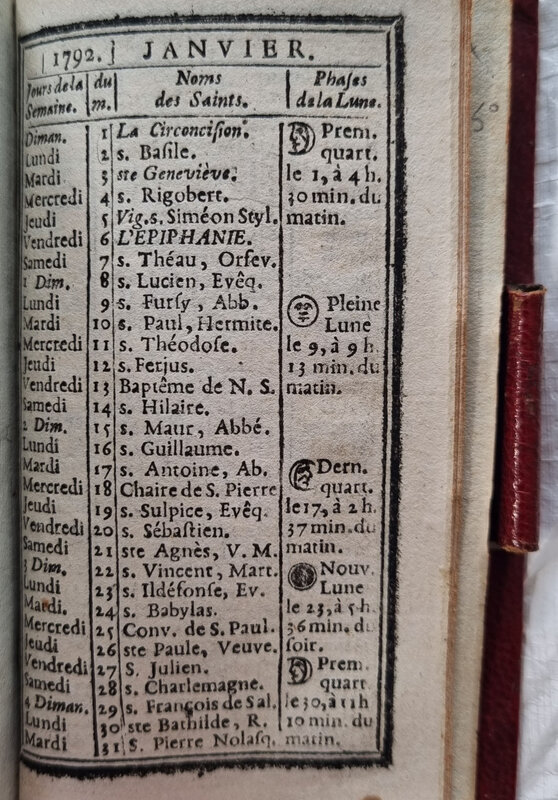 [1792.] JANVIER.
Jours de la Semaine. du m. Noms des Saints. Phases de la Lune.
Diman. 1 La Circoncision. Prem.
Lundi 2 s. Basile. quart.
Mardi 3 ste Geneviève. le 1, à 4 h.
Mercredi 4 s. Rigobert. 30 min. du
Jeudi 5 Vig. s. Siméon Styl. matin.
Vendredi 6 L'EPIPHANIE.
Samedi 7 s. Théau, Orfev.
1 Dim. 8 s. Lucien, Evêq.
Lundi 9 s. Fursy, Abb. Pleine
Mardi 10 s. Paul, Hermite. Lune
Mercredi 11 s. Théodose. le 9, à 9 h.
Jeudi 12 s. Ferjus. 13 min. du
Vendredi 13 Baptême de N. S. matin.
Samedi 14 s. Hilaire.
2 Dim. 15 s. Maur, Abbé.
Lundi 16 s. Guillaume.
Mardi 17 s. Antoine, Ab. Dern.
Mercredi 18 Chaire de S. Pierre quart.
Jeudi 19 s. Sulpice, Evêq. le 17, à 2 h.
Vendredi 20 s. Sébastien. 37 min. du
Samedi 21 ste Agnès, V. M. matin.
3 Dim. 22 s. Vincent, Mart. Nouv.
Lundi 23 s. Ildéfonse, Ev. Lune
Mardi. 24 s. Babylas. le 23, à 5 h.
Mercredi 25 Conv. de S. Paul. 36 min. du
Jeudi 26 ste Paule, Veuve. soir.
Vendredi 27 S. Julien. Prem.
Samedi 28 s. Charlemagne. quart
4 Diman. 29 s. François de Sal. le 30, à 11 h
Lundi 30 ste Bathilde, R. 10 min. du
Mardi 31 S. Pierre Nolasq. matin.